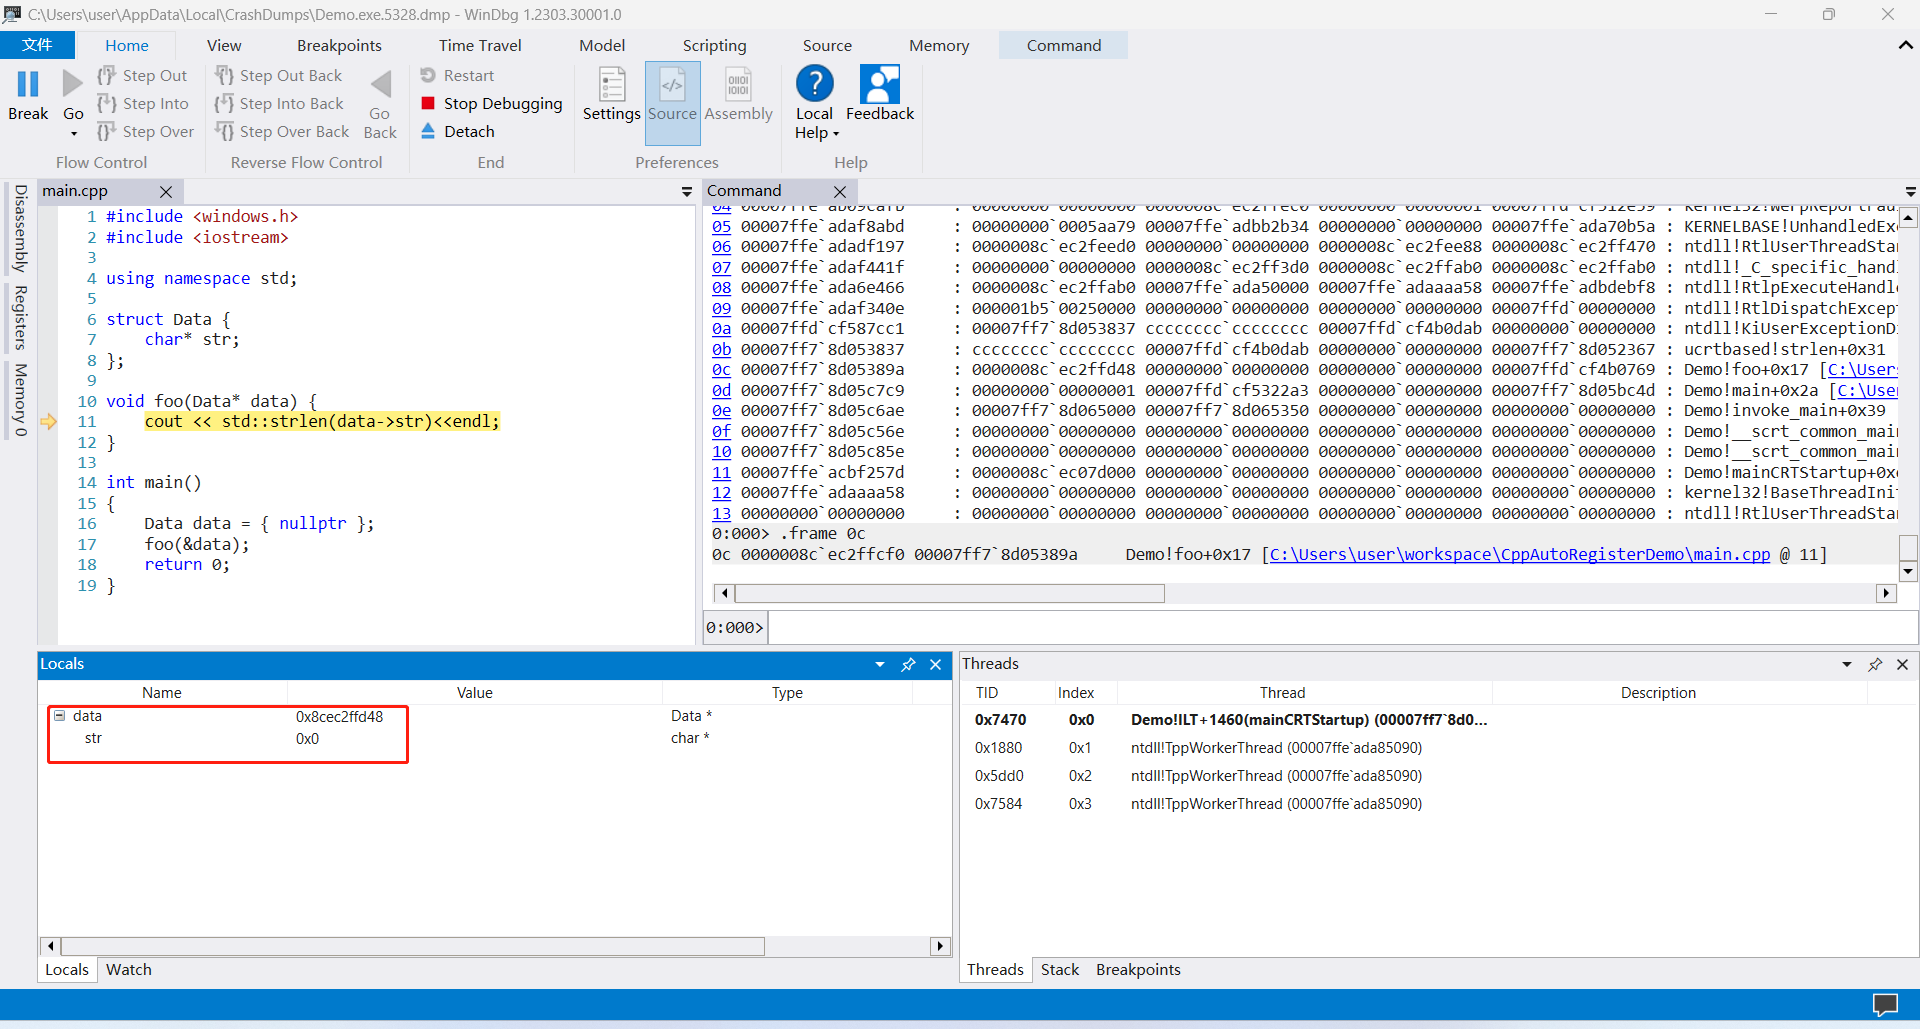 C:\Users\user\AppData\Local\CrashDumps\Demo.exe.5328.dmp - WinDbg 1.2303.30001.0
文件 Home View Breakpoints Time Travel Model Scripting Source Memory Command
Step Out Step Out Back Restart
Step Into Step Into Back Stop Debugging
Step Over Step Over Back Detach
Break Go Go Back Settings Source Assembly Local Help Feedback
Flow Control Reverse Flow Control End Preferences Help
Disassembly
Registers
Memory 0
main.cpp
1 #include <windows.h>
2 #include <iostream>
3
4 using namespace std;
5
6 struct Data {
7 char* str;
8 };
9
10 void foo(Data* data) {
11 cout << std::strlen(data->str)<<endl;
12 }
13
14 int main()
15 {
16 Data data = { nullptr };
17 foo(&data);
18 return 0;
19 }
Command
05 00007ffe`adaf8abd : 00000000`0005aa79 00007ffe`adbb2b34 00000000`00000000 00007ffe`ada70b5a : KERNELBASE!UnhandledExc
06 00007ffe`adadf197 : 0000008c`ec2feed0 00000000`00000000 0000008c`ec2fee88 0000008c`ec2ff470 : ntdll!RtlUserThreadStar
07 00007ffe`adaf441f : 00000000`00000000 0000008c`ec2ff3d0 0000008c`ec2ffab0 0000008c`ec2ffab0 : ntdll!_C_specific_hand
08 00007ffe`ada6e466 : 0000008c`ec2ffab0 00007ffe`ada50000 00007ffe`adaaaa58 00007ffe`adbdebf8 : ntdll!RtlpExecuteHandle
09 00007ffe`adaf340e : 000001b5`00250000 00000000`00000000 00000000`00000000 00007ffd`00000000 : ntdll!RtlDispatchExcept
0a 00007ffd`cf587cc1 : 00007ff7`8d053837 cccccccc`cccccccc 00007ffd`cf4b0dab 00000000`00000000 : ntdll!KiUserExceptionD
0b 00007ff7`8d053837 : cccccccc`cccccccc 00007ffd`cf4b0dab 00000000`00000000 00007ff7`8d052367 : ucrtbased!strlen+0x31
0c 00007ff7`8d05389a : 0000008c`ec2ffd48 00000000`00000000 00000000`00000000 00007ffd`cf4b0769 : Demo!foo+0x17 [C:\Users
0d 00007ff7`8d05c7c9 : 00000000`00000001 00007ffd`cf5322a3 00000000`00000000 00007ff7`8d05bc4d : Demo!main+0x2a [C:\User
0e 00007ff7`8d05c6ae : 00007ff7`8d065000 00007ff7`8d065350 00000000`00000000 00000000`00000000 : Demo!invoke_main+0x39
0f 00007ff7`8d05c56e : 00000000`00000000 00000000`00000000 00000000`00000000 00000000`00000000 : Demo!__scrt_common_mai
10 00007ff7`8d05c85e : 00000000`00000000 00000000`00000000 00000000`00000000 00000000`00000000 : Demo!__scrt_common_mai
11 00007ffe`acbf257d : 0000008c`ec07d000 00000000`00000000 00000000`00000000 00000000`00000000 : Demo!mainCRTStartup+0x
12 00007ffe`adaaaa58 : 00000000`00000000 00000000`00000000 00000000`00000000 00000000`00000000 : kernel32!BaseThreadIni
13 00000000`00000000 : 00000000`00000000 00000000`00000000 00000000`00000000 00000000`00000000 : ntdll!RtlUserThreadStar
0:000> .frame 0c
0c 0000008c`ec2ffcf0 00007ff7`8d05389a Demo!foo+0x17 [C:\Users\user\workspace\CppAutoRegisterDemo\main.cpp @ 11]
0:000>
Locals
Name Value Type
data 0x8cec2ffd48 Data *
str 0x0 char *
Locals Watch
Threads
TID Index Thread Description
0x7470 0x0 Demo!ILT+1460(mainCRTStartup) (00007ff7`8d0...
0x1880 0x1 ntdll!TppWorkerThread (00007ffe`ada85090)
0x5dd0 0x2 ntdll!TppWorkerThread (00007ffe`ada85090)
0x7584 0x3 ntdll!TppWorkerThread (00007ffe`ada85090)
Threads Stack Breakpoints